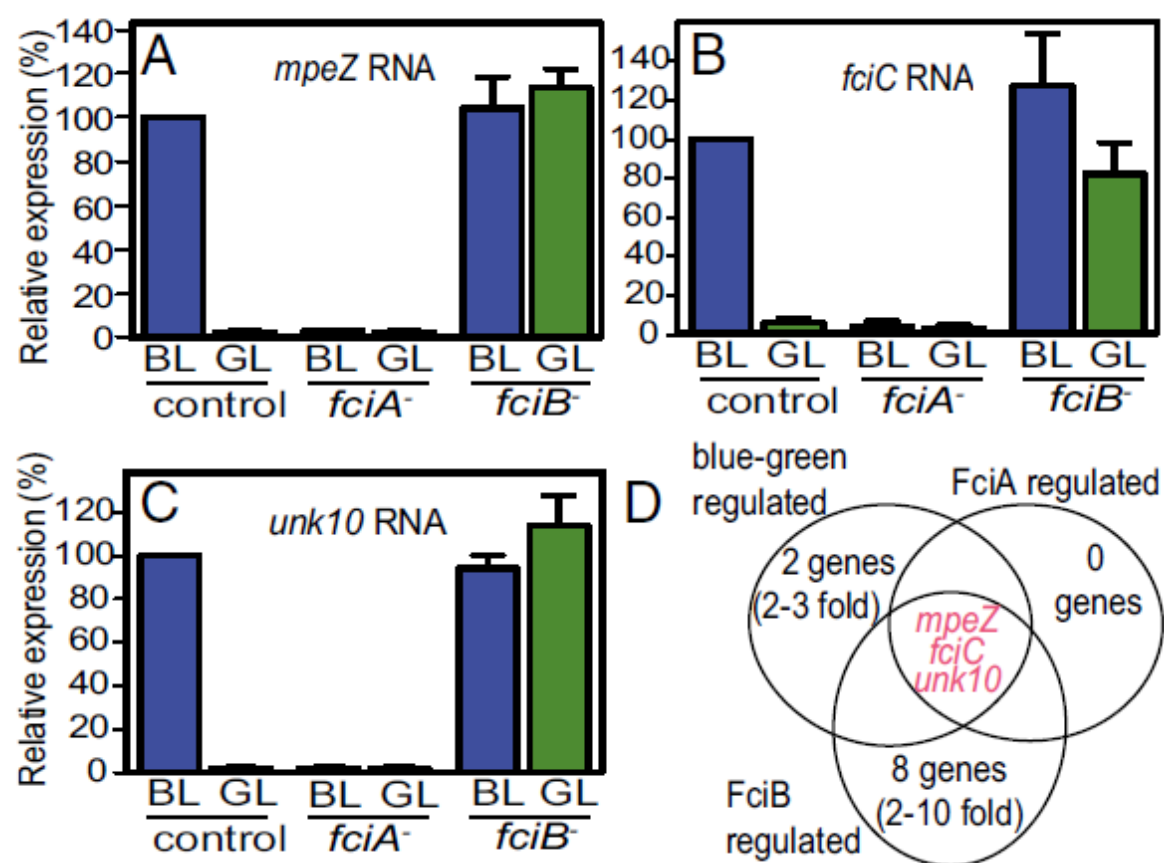 A
mpeZ RNA
Relative expression (%)
140
120
100
80
60
40
20
0
BL GL BL GL BL GL
control fciA- fciB-
B
fciC RNA
140
120
100
80
60
40
20
0
BL GL BL GL BL GL
control fciA- fciB-
C
unk10 RNA
Relative expression (%)
120
100
80
60
40
20
0
BL GL BL GL BL GL
control fciA- fciB-
D
blue-green
regulated
FciA regulated
2 genes
(2-3 fold)
0
genes
mpeZ
fciC
unk10
8 genes
(2-10 fold)
FciB
regulated